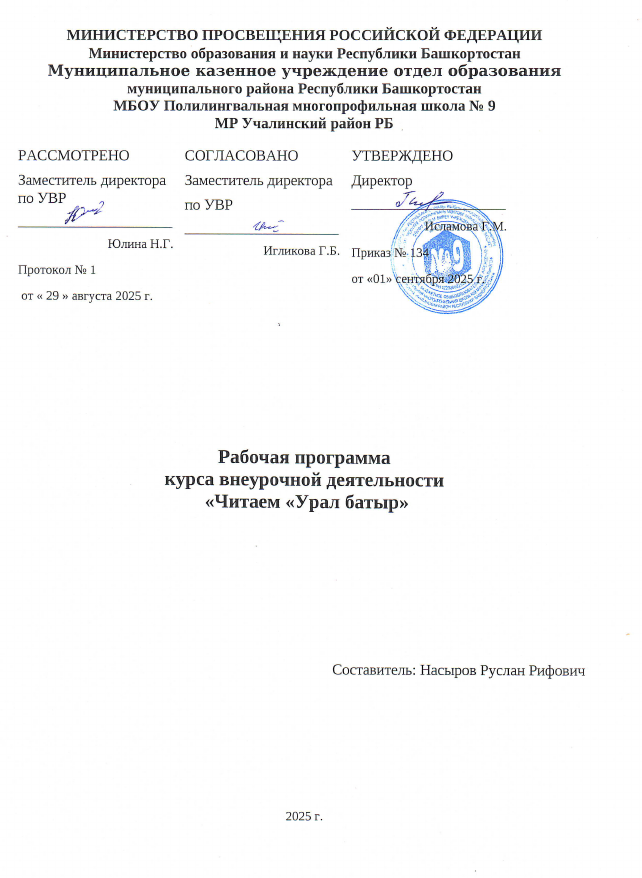 МИНИСТЕРСТВО ПРОСВЕЩЕНИЯ РОССИЙСКОЙ ФЕДЕРАЦИИ
Министерство образования и науки Республики Башкортостан
Муниципальное казенное учреждение отдел образования
муниципального района Республики Башкортостан
МБОУ Полилингвальная многопрофильная школа № 9
МР Учалинский район РБ
РАССМОТРЕНО
Заместитель директора
по УВР
Юлина Н.Г.
Протокол № 1
от « 29 » августа 2025 г.
СОГЛАСОВАНО
Заместитель директора
по УВР
Игликова Г.Б.
УТВЕРЖДЕНО
Директор
Исламова Г.М.
Приказ № 134
от «01» сентября 2025 г.
№9
Рабочая программа
курса внеурочной деятельности
«Читаем «Урал батыр»
Составитель: Насыров Руслан Рифович
2025 г.